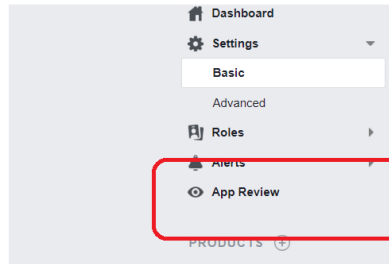 Dashboard
Settings
Basic
Advanced
Roles
Alerts
App Review
PRODUCTS